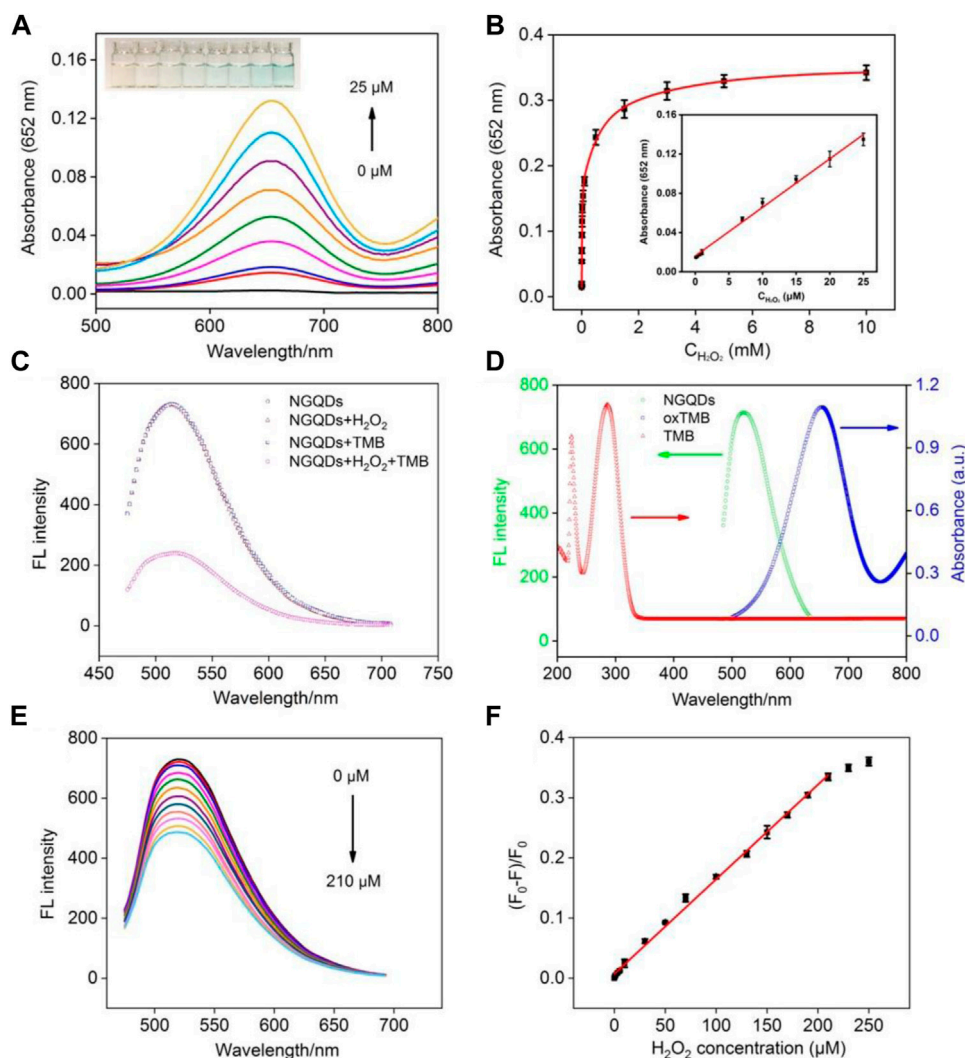 A
Absorbance (652 nm)
0.16
0.12
0.08
0.04
0.00
25 μM
0 μM
500
600
700
800
Wavelength/nm
B
Absorbance (652 nm)
0.4
0.3
0.2
0.1
0.0
0
2
4
6
8
10
C_H₂O₂ (mM)
Absorbance (652 nm)
0.16
0.12
0.08
0.04
0.00
0
5
10
15
20
25
C_H₂O₂ (μM)
C
FL intensity
800
600
400
200
0
NGQDs
NGQDs+H₂O₂
NGQDs+TMB
NGQDs+H₂O₂+TMB
450
500
550
600
650
700
750
Wavelength/nm
D
FL intensity
800
700
600
500
400
300
200
100
0
NGQDs
oxTMB
TMB
1.2
0.9
0.6
0.3
0.0
Absorbance (a.u.)
200
300
400
500
600
700
800
Wavelength/nm
E
FL intensity
800
600
400
200
0
0 μM
210 μM
500
550
600
650
700
Wavelength/nm
F
(F₀-F)/F₀
0.4
0.3
0.2
0.1
0.0
0
50
100
150
200
250
H₂O₂ concentration (μM)